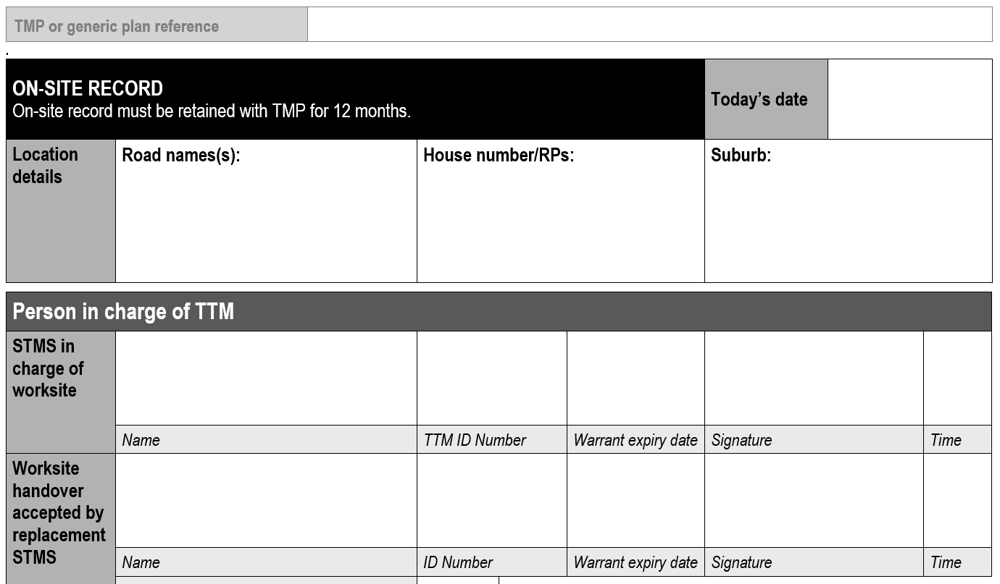 TMP or generic plan reference
.
ON-SITE RECORD
On-site record must be retained with TMP for 12 months.
Today’s date
Location
details
Road names(s):
House number/RPs:
Suburb:
Person in charge of TTM
STMS in
charge of
worksite
Name
TTM ID Number
Warrant expiry date
Signature
Time
Worksite
handover
accepted by
replacement
STMS
Name
ID Number
Warrant expiry date
Signature
Time